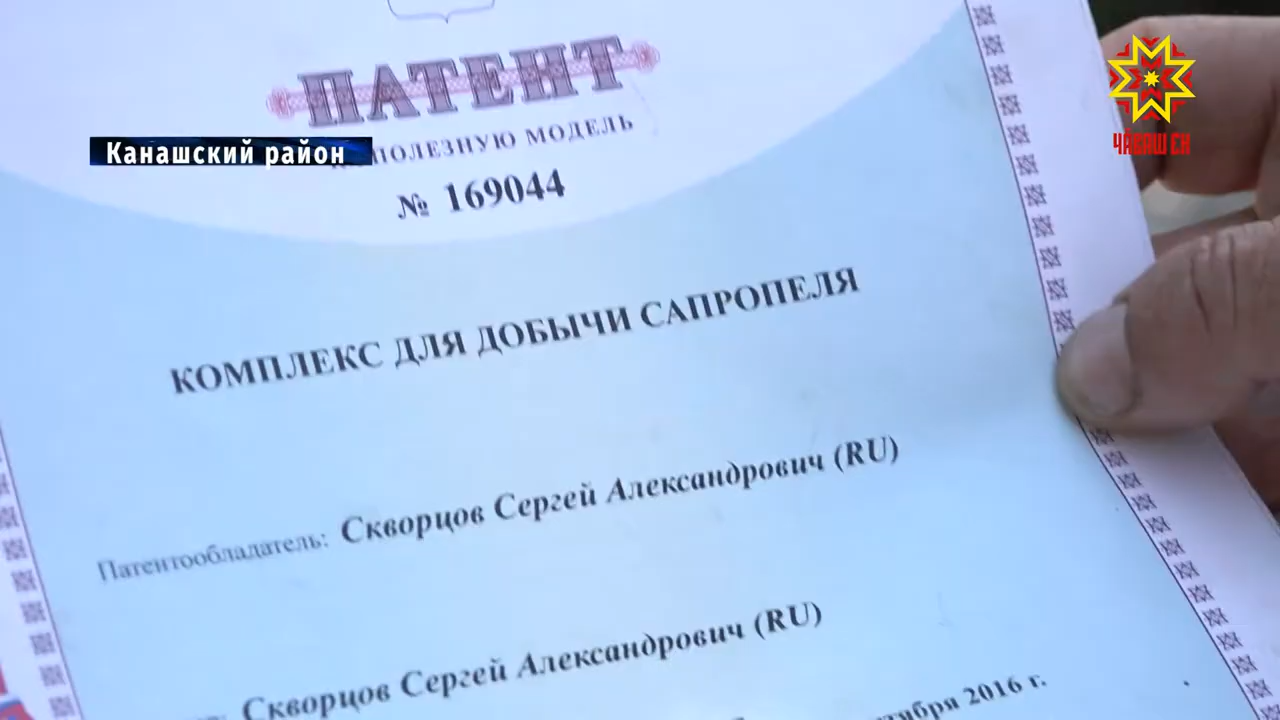 ПАТЕНТ
ПОЛЕЗНУЮ МОДЕЛЬ
Канашский район
ЧӐВАШ ЕН
№ 169044
КОМПЛЕКС ДЛЯ ДОБЫЧИ САПРОПЕЛЯ
Патентообладатель: Скворцов Сергей Александрович (RU)
Скворцов Сергей Александрович (RU)
2016 г.